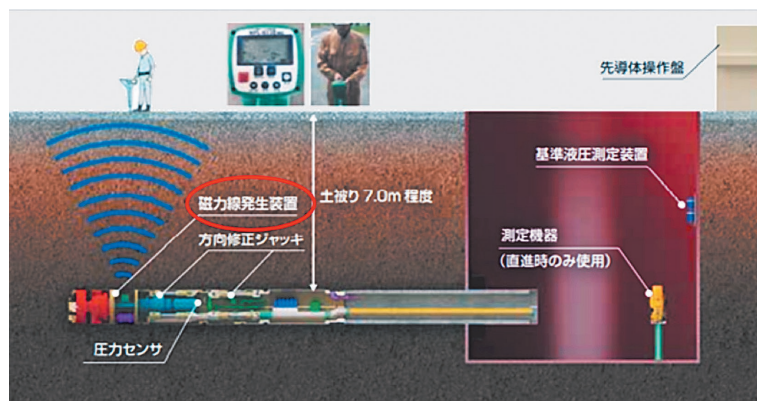 先導体操作盤
基準液圧測定装置
磁力線発生装置
土被り 7.0m 程度
測定機器
(直進時のみ使用)
方向修正ジャッキ
圧力センサ